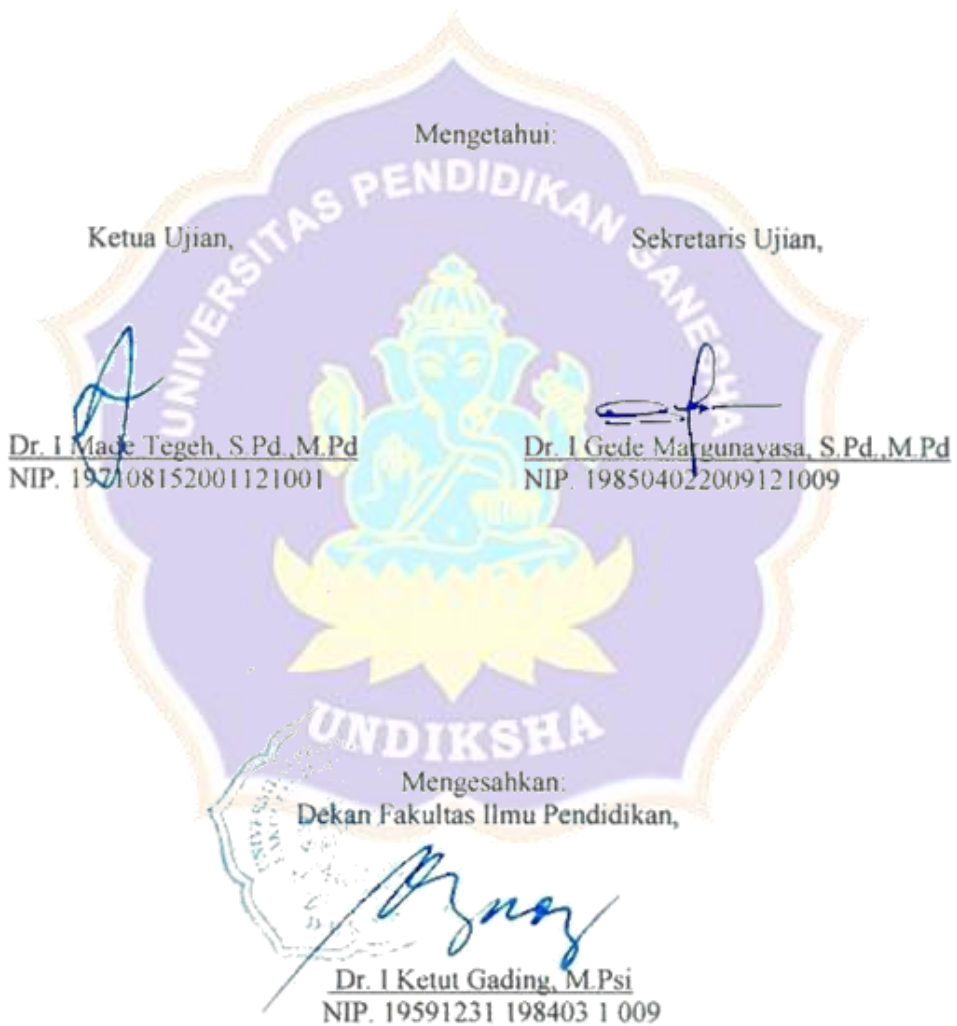 Mengetahui:
UNIVERSITAS PENDIDIKAN GANESHA
Ketua Ujian,
Sekretaris Ujian,
Dr. I Made Tegeh, S.Pd.,M.Pd
NIP. 197108152001121001
Dr. I Gede Margunayasa, S.Pd.,M.Pd
NIP. 198504022009121009
UNDIKSHA
Mengesahkan:
Dekan Fakultas Ilmu Pendidikan,
Dr. I Ketut Gading, M.Psi
NIP. 19591231 198403 1 009